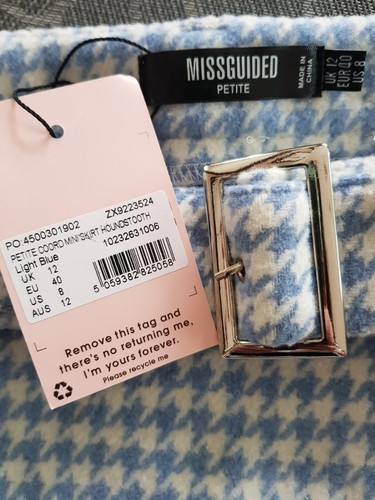 MISSGUIDED
PETITE
MADE IN
CHINA
UK 12
EUR40
US 8
PO:4500301902
ZX9223524
PETITE COORD MINI SKIRT HOUNDSTOOTH
Light Blue
10232631006
UK 12
EU 40
US 8
AUS 12
5 059382 825058
Remove this tag and
there's no returning me,
I'm yours forever.
Please recycle me